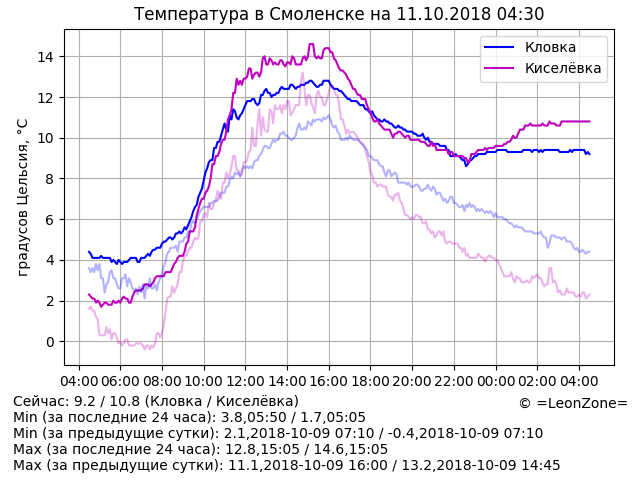 Температура в Смоленске на 11.10.2018 04:30
Кловка
Киселёвка
градусов Цельсия, °C
14
12
10
8
6
4
2
0
04:00 06:00 08:00 10:00 12:00 14:00 16:00 18:00 20:00 22:00 00:00 02:00 04:00
Сейчас: 9.2 / 10.8 (Кловка / Киселёвка)
© =LeonZone=
Min (за последние 24 часа): 3.8,05:50 / 1.7,05:05
Min (за предыдущие сутки): 2.1,2018-10-09 07:10 / -0.4,2018-10-09 07:10
Max (за последние 24 часа): 12.8,15:05 / 14.6,15:05
Max (за предыдущие сутки): 11.1,2018-10-09 16:00 / 13.2,2018-10-09 14:45